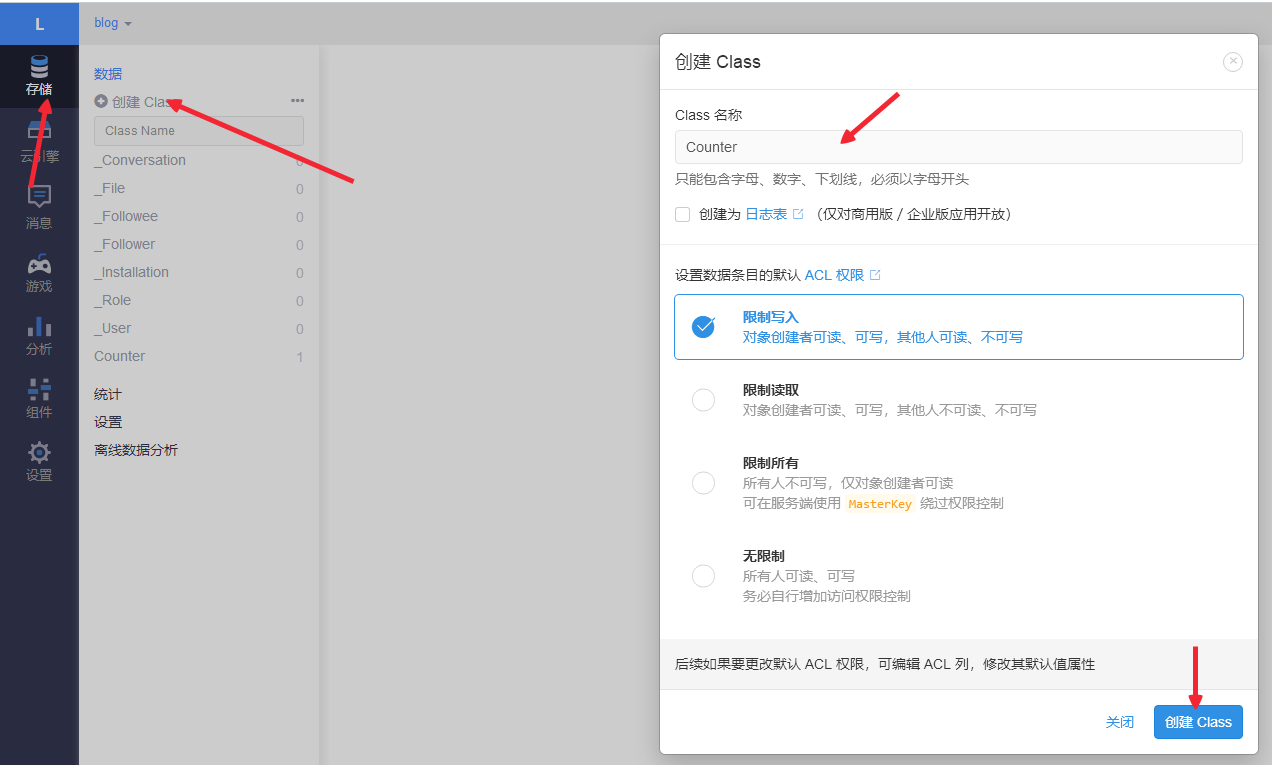 L
blog
存储
云引擎
消息
游戏
分析
组件
设置
数据
创建 Class
Class Name
_Conversation 0
_File 0
_Followee 0
_Follower 0
_Installation 0
_Role 0
_User 0
Counter 1
统计
设置
离线数据分析
创建 Class
Class 名称
Counter
只能包含字母、数字、下划线，必须以字母开头
创建为 日志表 （仅对商用版 / 企业版应用开放）
设置数据条目的默认 ACL 权限
限制写入
对象创建者可读、可写，其他人可读、不可写
限制读取
对象创建者可读、可写，其他人不可读、不可写
限制所有
所有人不可写，仅对象创建者可读
可在服务端使用 MasterKey 绕过权限控制
无限制
所有人可读、可写
务必自行增加访问权限控制
后续如果要更改默认 ACL 权限，可编辑 ACL 列，修改其默认值属性
关闭 创建 Class